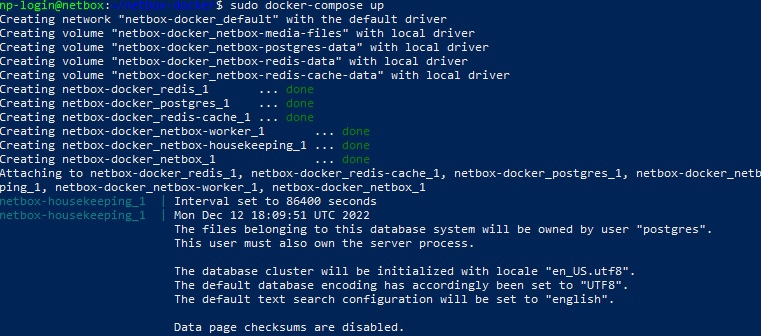 np-login@netbox:~/netbox-docker$ sudo docker-compose up
Creating network "netbox-docker_default" with the default driver
Creating volume "netbox-docker_netbox-media-files" with local driver
Creating volume "netbox-docker_netbox-postgres-data" with local driver
Creating volume "netbox-docker_netbox-redis-data" with local driver
Creating volume "netbox-docker_netbox-redis-cache-data" with local driver
Creating netbox-docker_redis_1 ... done
Creating netbox-docker_postgres_1 ... done
Creating netbox-docker_redis-cache_1 ... done
Creating netbox-docker_netbox-worker_1 ... done
Creating netbox-docker_netbox-housekeeping_1 ... done
Creating netbox-docker_netbox_1 ... done
Attaching to netbox-docker_redis_1, netbox-docker_redis-cache_1, netbox-docker_postgres_1, netbox-docker_netb
ping_1, netbox-docker_netbox-worker_1, netbox-docker_netbox_1
netbox-housekeeping_1 | Interval set to 86400 seconds
netbox-housekeeping_1 | Mon Dec 12 18:09:51 UTC 2022
The files belonging to this database system will be owned by user "postgres".
This user must also own the server process.
The database cluster will be initialized with locale "en_US.utf8".
The default database encoding has accordingly been set to "UTF8".
The default text search configuration will be set to "english".
Data page checksums are disabled.